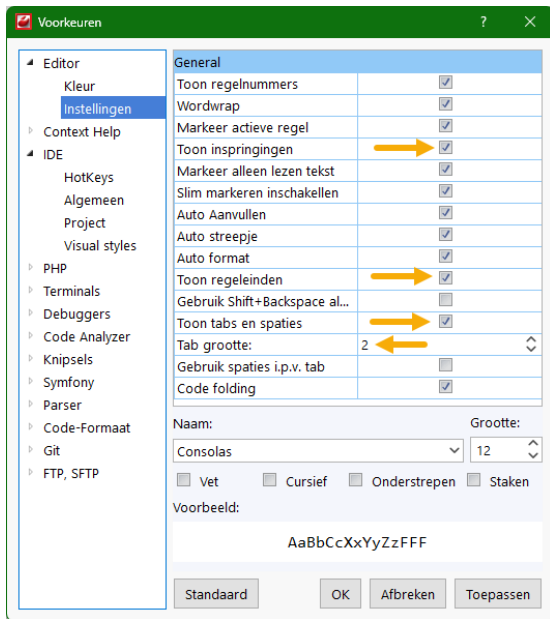 Voorkeuren ?
Editor
Kleur
Instellingen
Context Help
IDE
HotKeys
Algemeen
Project
Visual styles
PHP
Terminals
Debuggers
Code Analyzer
Knipsels
Symfony
Parser
Code-Formaat
Git
FTP, SFTP
General
Toon regelnummers
Wordwrap
Markeer actieve regel
Toon inspringingen
Markeer alleen lezen tekst
Slim markeren inschakellen
Auto Aanvullen
Auto streepje
Auto format
Toon regeleinden
Gebruik Shift+Backspace al...
Toon tabs en spaties
Tab grootte: 2
Gebruik spaties i.p.v. tab
Code folding
Naam: Grootte:
Consolas 12
Vet Cursief Onderstrepen Staken
Voorbeeld:
AaBbCcXxYyZzFFF
Standaard OK Afbreken Toepassen